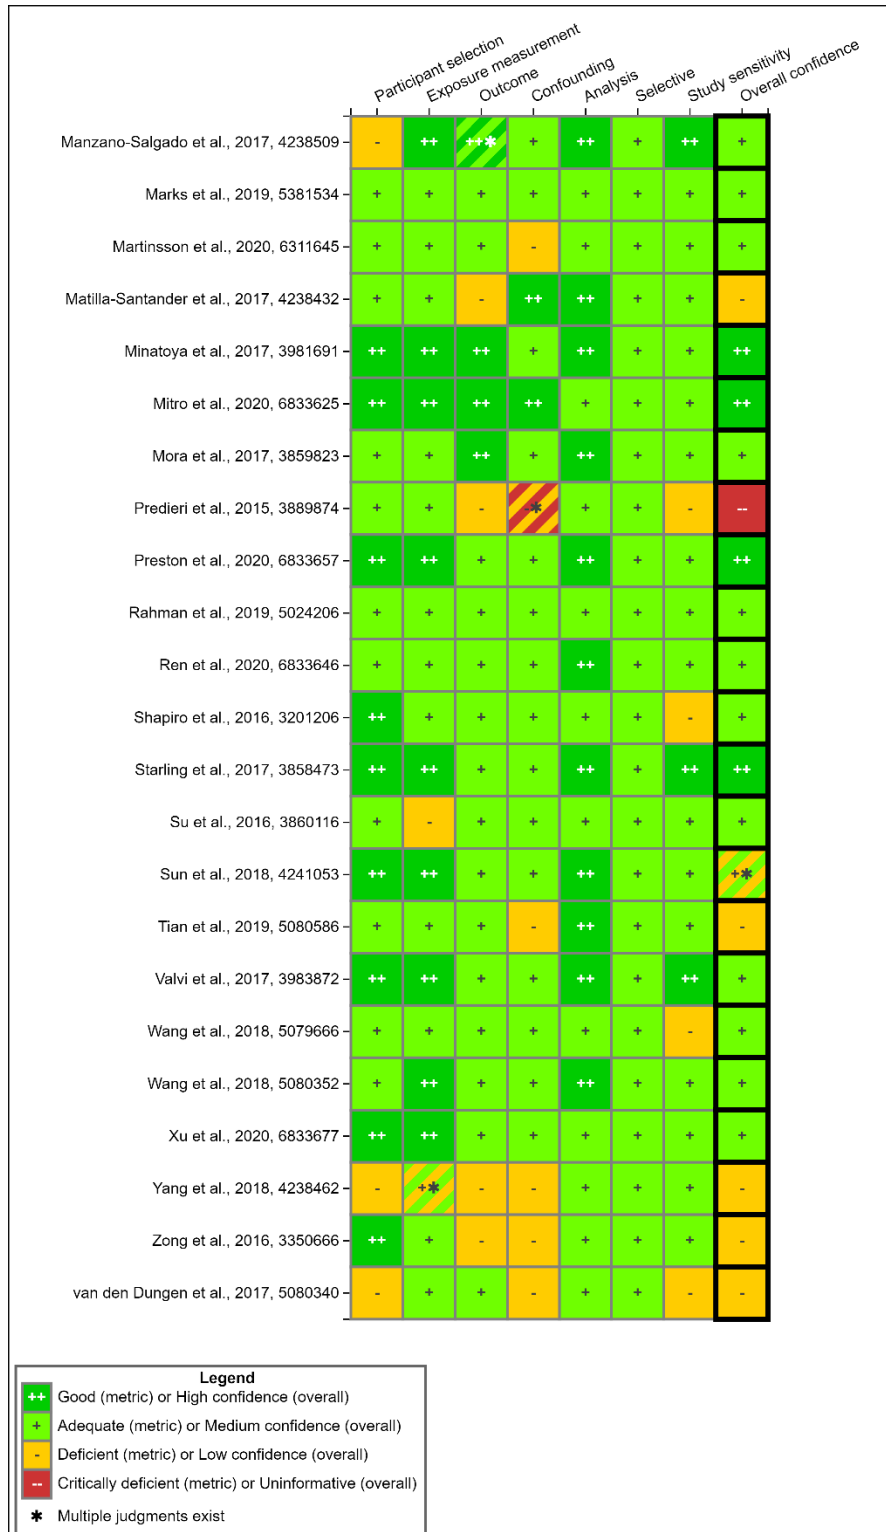 Participant selection
Exposure measurement
Outcome
Confounding
Analysis
Selective
Study sensitivity
Overall confidence
Manzano-Salgado et al., 2017, 4238509 - ++ ++✱ + ++ + ++ +
Marks et al., 2019, 5381534 + + + + + + + +
Martinsson et al., 2020, 6311645 + + + - + + + +
Matilla-Santander et al., 2017, 4238432 + + - ++ ++ + + -
Minatoya et al., 2017, 3981691 ++ ++ ++ + ++ + + ++
Mitro et al., 2020, 6833625 ++ ++ ++ ++ + + + ++
Mora et al., 2017, 3859823 + + ++ + ++ + + +
Predieri et al., 2015, 3889874 + + - -✱ + + - --
Preston et al., 2020, 6833657 ++ ++ + + ++ + + ++
Rahman et al., 2019, 5024206 + + + + + + + +
Ren et al., 2020, 6833646 + + + + ++ + + +
Shapiro et al., 2016, 3201206 ++ + + + + + - +
Starling et al., 2017, 3858473 ++ ++ + + ++ + ++ ++
Su et al., 2016, 3860116 + - + + + + + +
Sun et al., 2018, 4241053 ++ ++ + + ++ + + +✱
Tian et al., 2019, 5080586 + + + - ++ + + -
Valvi et al., 2017, 3983872 ++ ++ + + ++ + ++ +
Wang et al., 2018, 5079666 + + + + + + - +
Wang et al., 2018, 5080352 + ++ + + ++ + + +
Xu et al., 2020, 6833677 ++ ++ + + + + + +
Yang et al., 2018, 4238462 - +✱ - - + + + -
Zong et al., 2016, 3350666 ++ + - - + + + -
van den Dungen et al., 2017, 5080340 - + + - + + - -
Legend
++ Good (metric) or High confidence (overall)
+ Adequate (metric) or Medium confidence (overall)
- Deficient (metric) or Low confidence (overall)
-- Critically deficient (metric) or Uninformative (overall)
✱ Multiple judgments exist